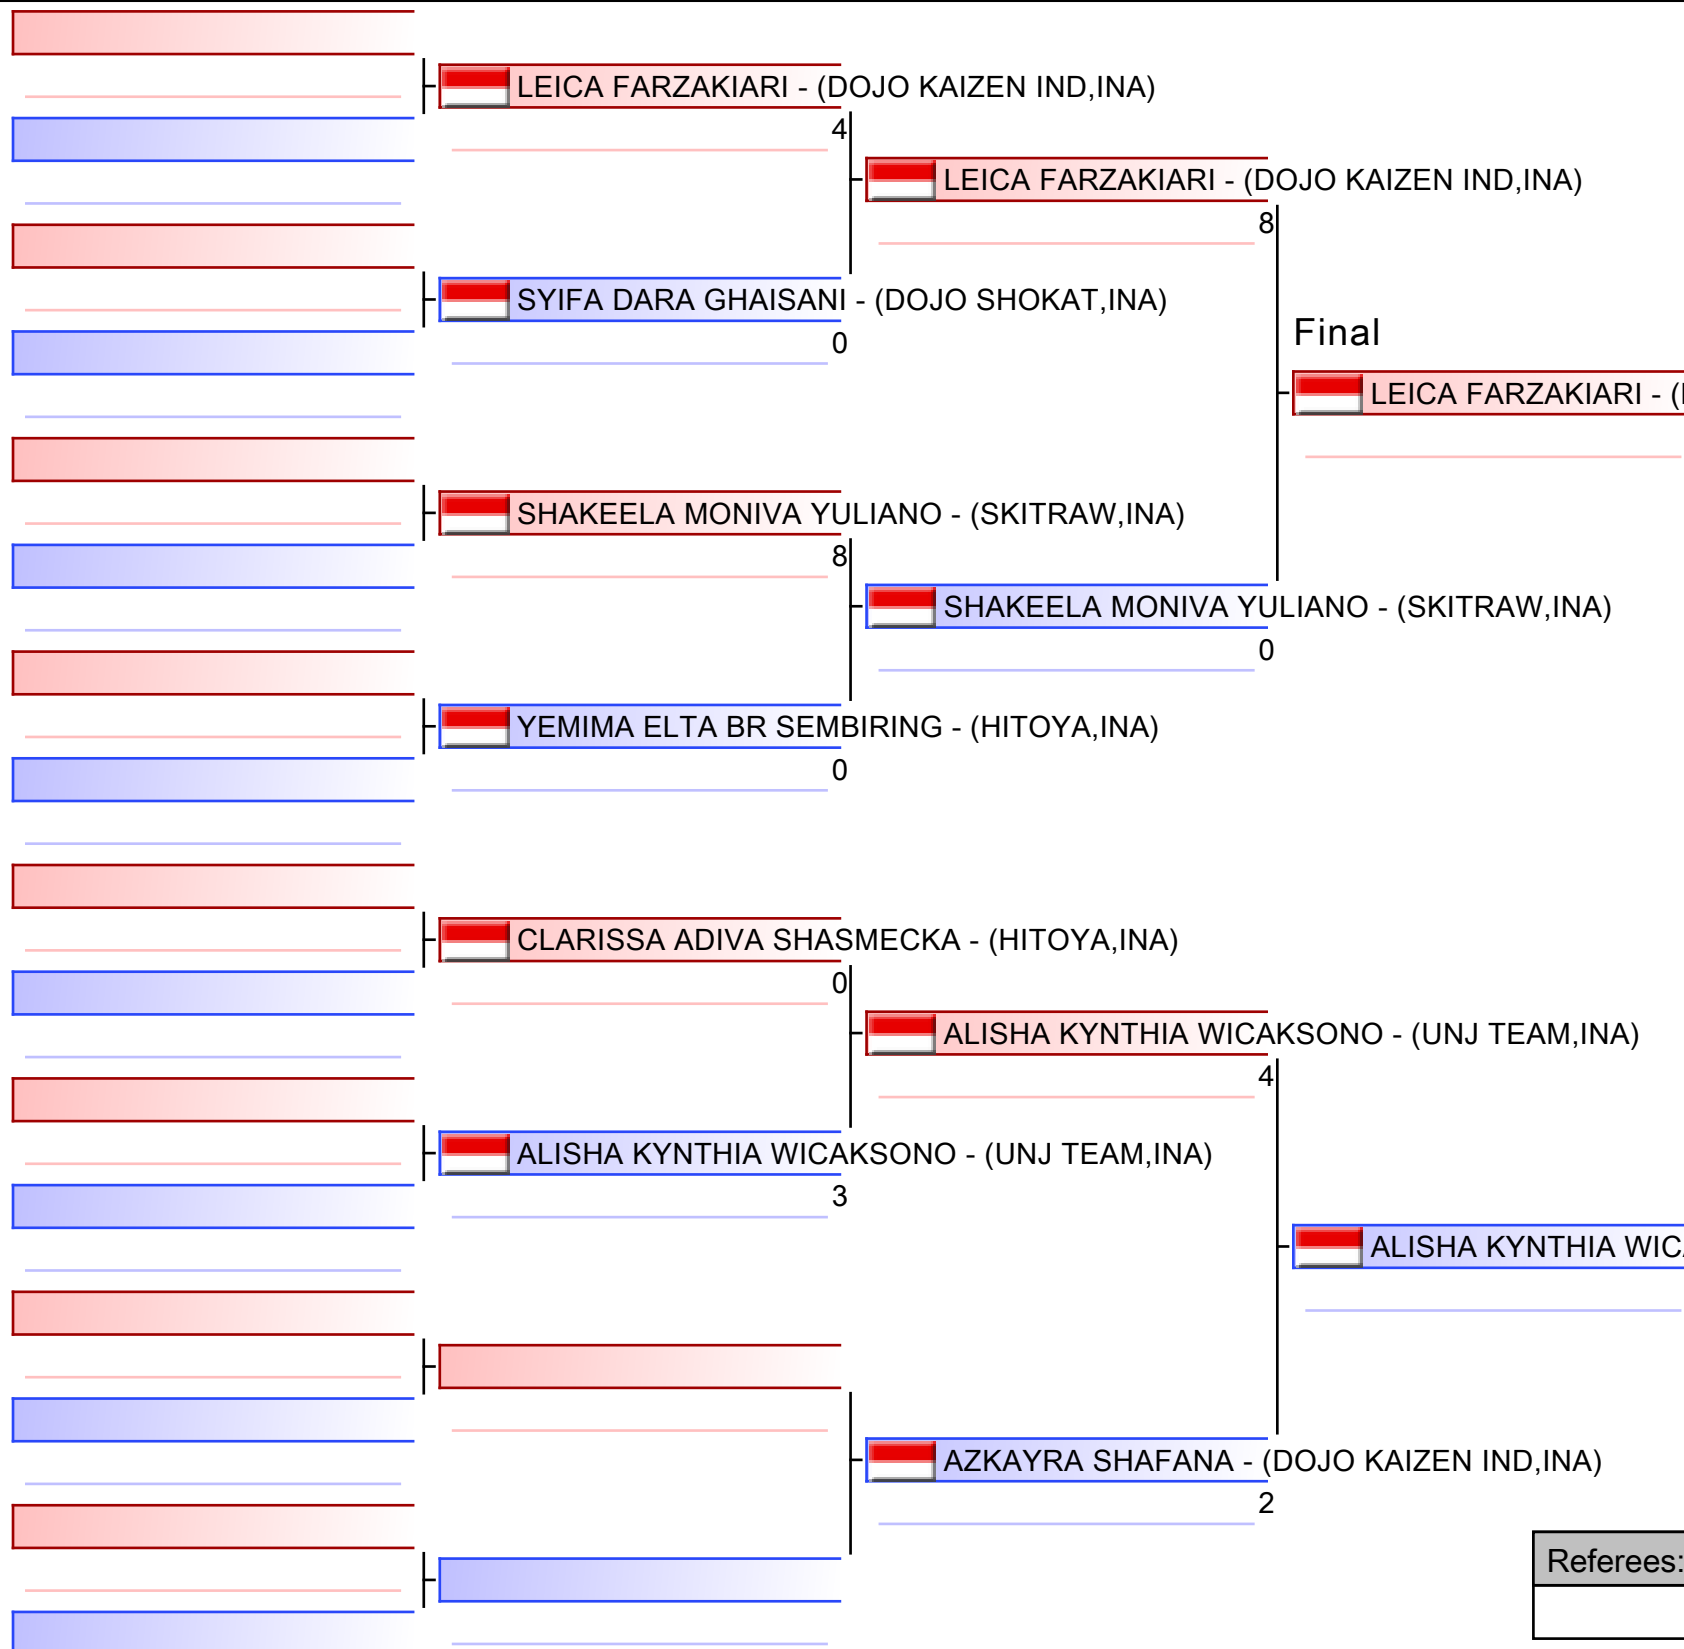 LEICA FARZAKIARI - (DOJO KAIZEN IND,INA)
4
LEICA FARZAKIARI - (DOJO KAIZEN IND,INA)
8
SYIFA DARA GHAISANI - (DOJO SHOKAT,INA)
0
Final
LEICA FARZAKIARI - (
SHAKEELA MONIVA YULIANO - (SKITRAW,INA)
8
SHAKEELA MONIVA YULIANO - (SKITRAW,INA)
0
YEMIMA ELTA BR SEMBIRING - (HITOYA,INA)
0
CLARISSA ADIVA SHASMECKA - (HITOYA,INA)
0
ALISHA KYNTHIA WICAKSONO - (UNJ TEAM,INA)
4
ALISHA KYNTHIA WICAKSONO - (UNJ TEAM,INA)
3
ALISHA KYNTHIA WICA
AZKAYRA SHAFANA - (DOJO KAIZEN IND,INA)
2
Referees: